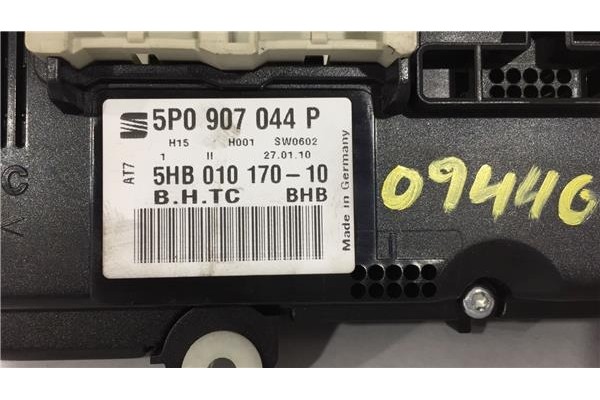 5P0 907 044 P
H15 H001 SW0602
1 II 27.01.10
AT7
5HB 010 170-10
B.H.TC BHB
Made in Germany
09440
C